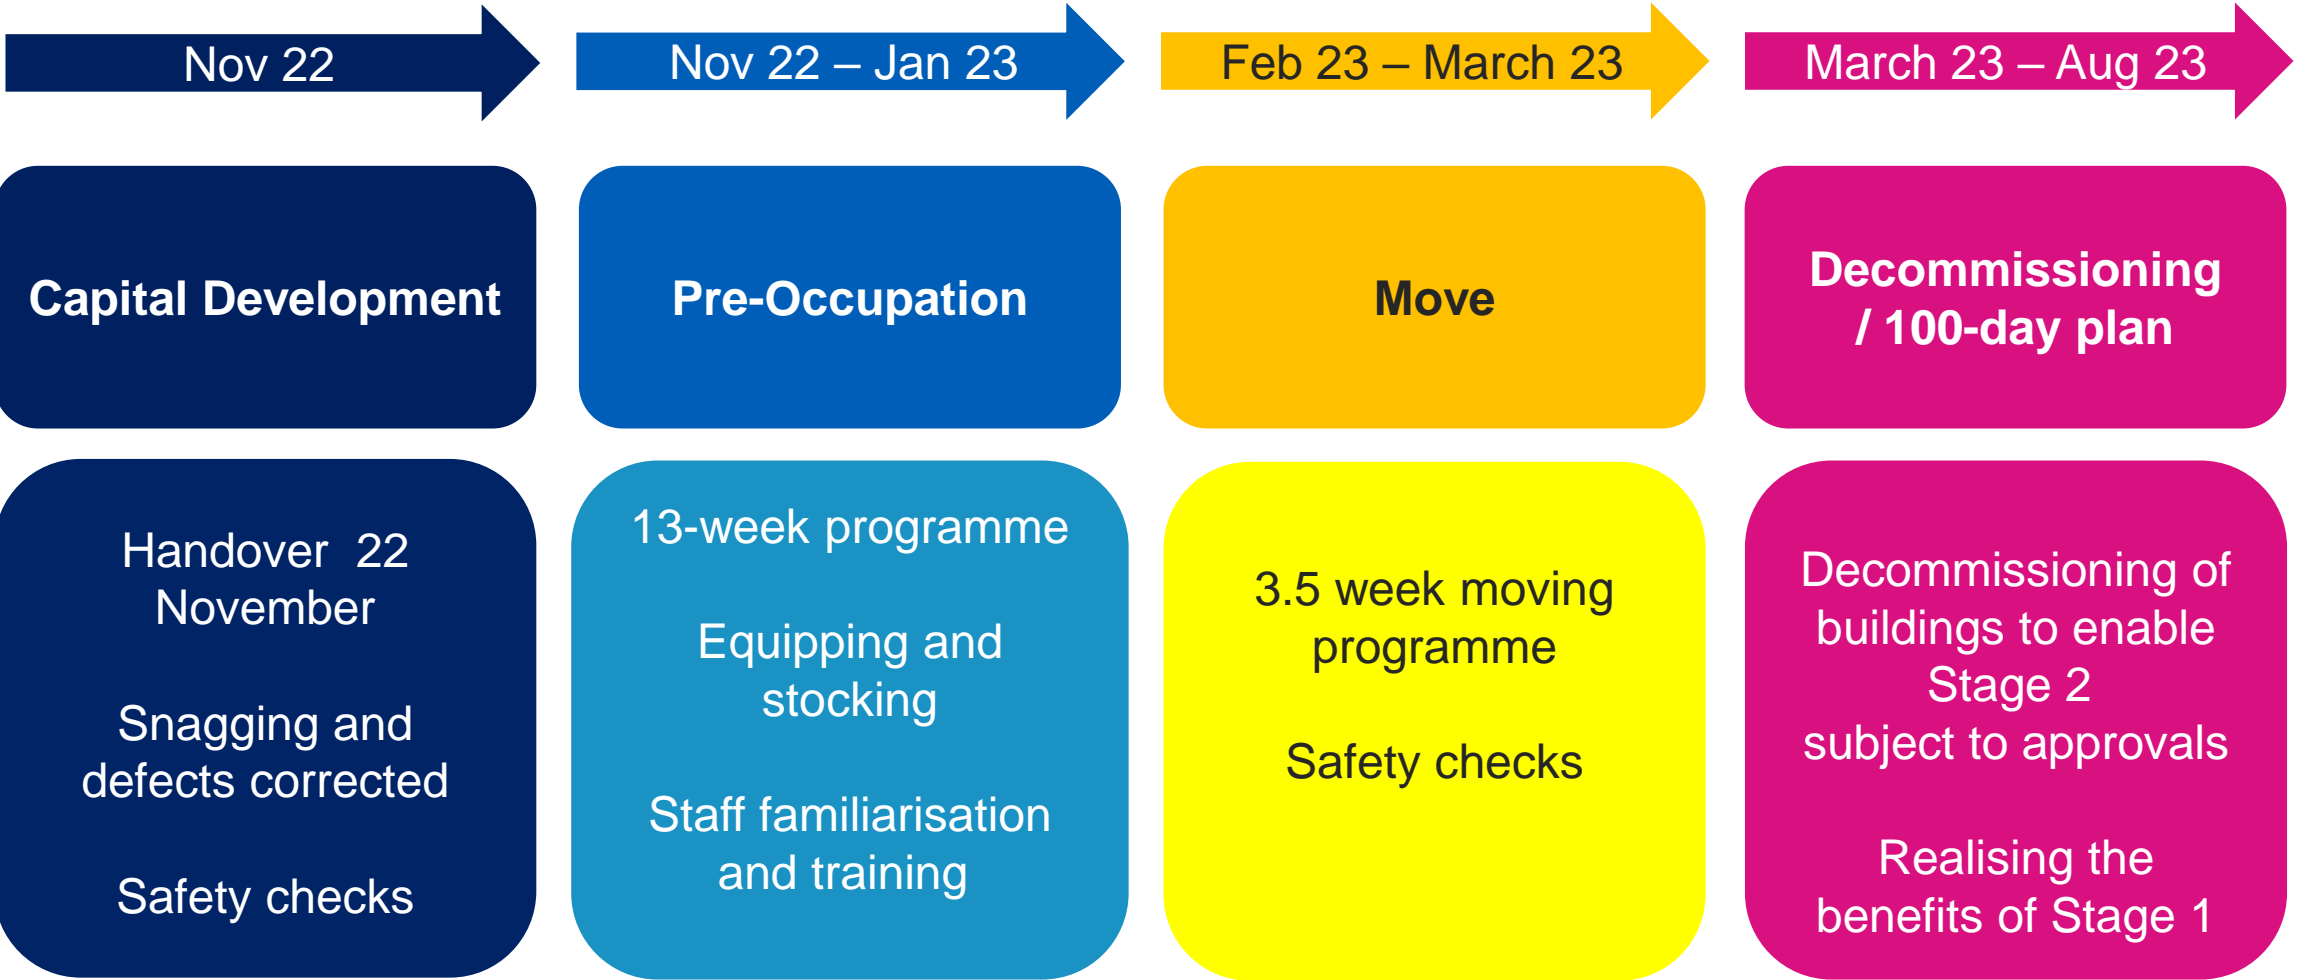 Nov 22
Nov 22 – Jan 23
Feb 23 – March 23
March 23 – Aug 23
Capital Development
Pre-Occupation
Move
Decommissioning
/ 100-day plan
Handover  22
November
Snagging and
defects corrected
Safety checks
13-week programme
Equipping and
stocking
Staff familiarisation
and training
3.5 week moving
programme
Safety checks
Decommissioning of
buildings to enable
Stage 2
subject to approvals
Realising the
benefits of Stage 1